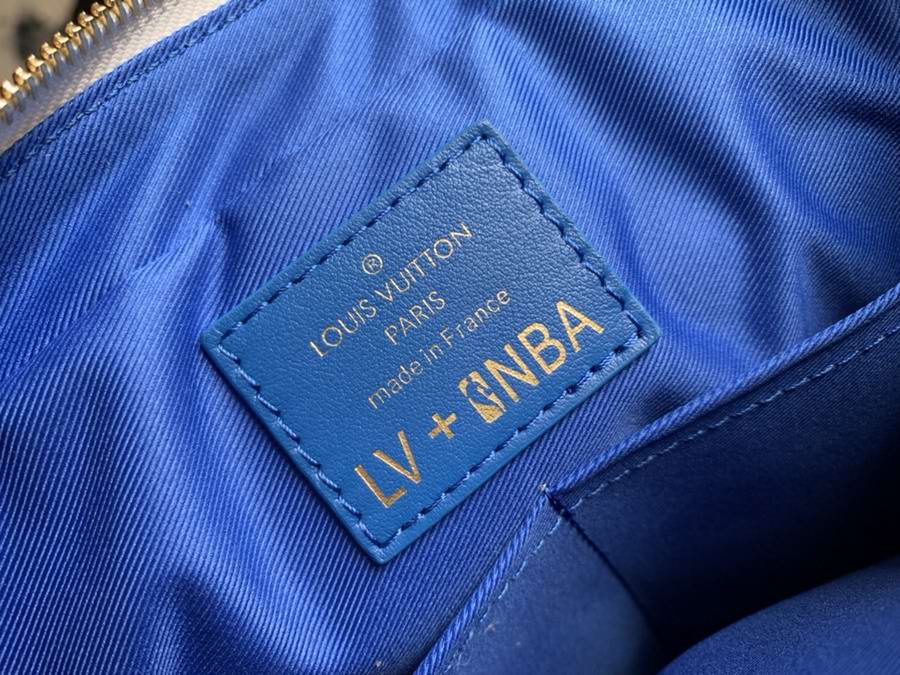 ®
LOUIS VUITTON
PARIS
made in France
LV + NBA